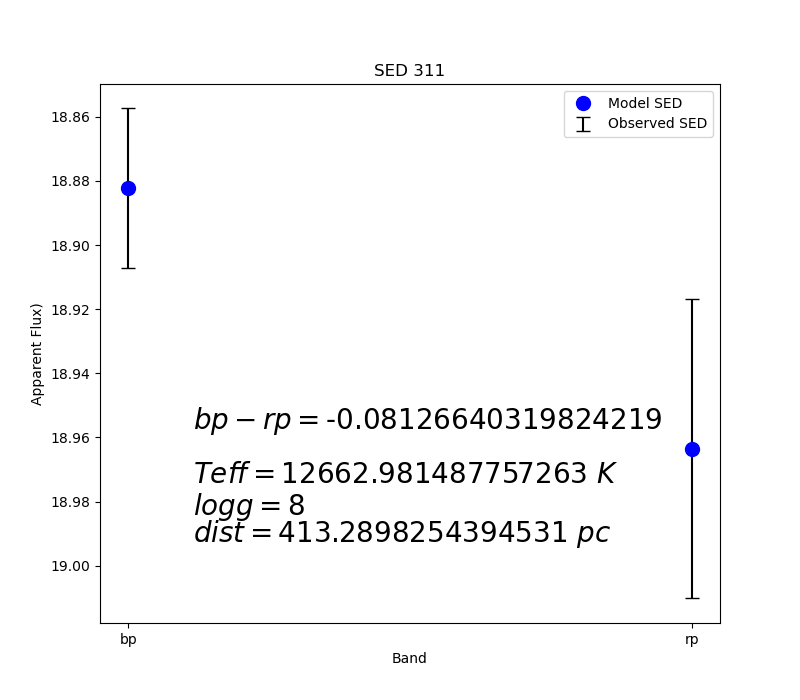 SED 311
Model SED
Observed SED
18.86
18.88
18.90
18.92
18.94
18.96
18.98
19.00
Apparent Flux)
bp − rp = -0.08126640319824219
Teff = 12662.981487757263 K
logg = 8
dist = 413.2898254394531 pc
bp
rp
Band